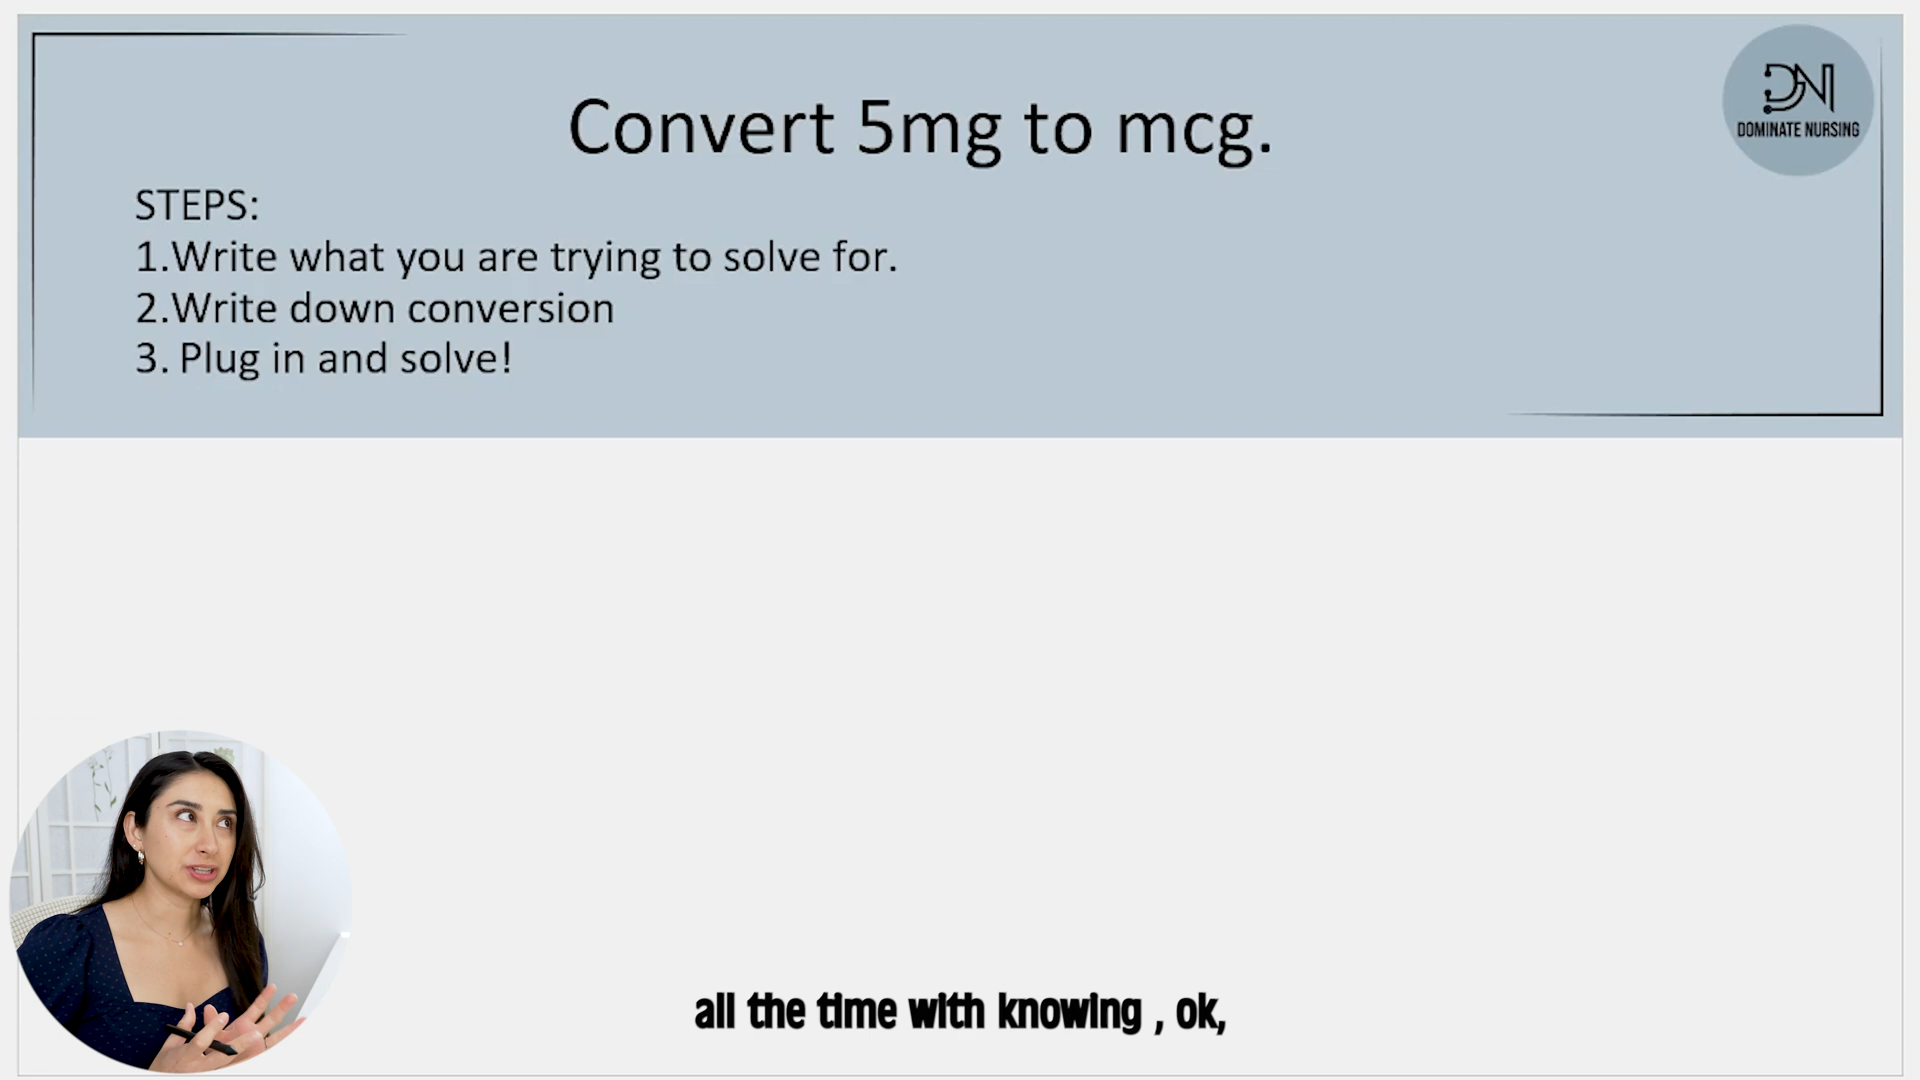 Convert 5mg to mcg.
DN
DOMINATE NURSING
STEPS:
1.Write what you are trying to solve for.
2.Write down conversion
3. Plug in and solve!
all the time with knowing , ok,